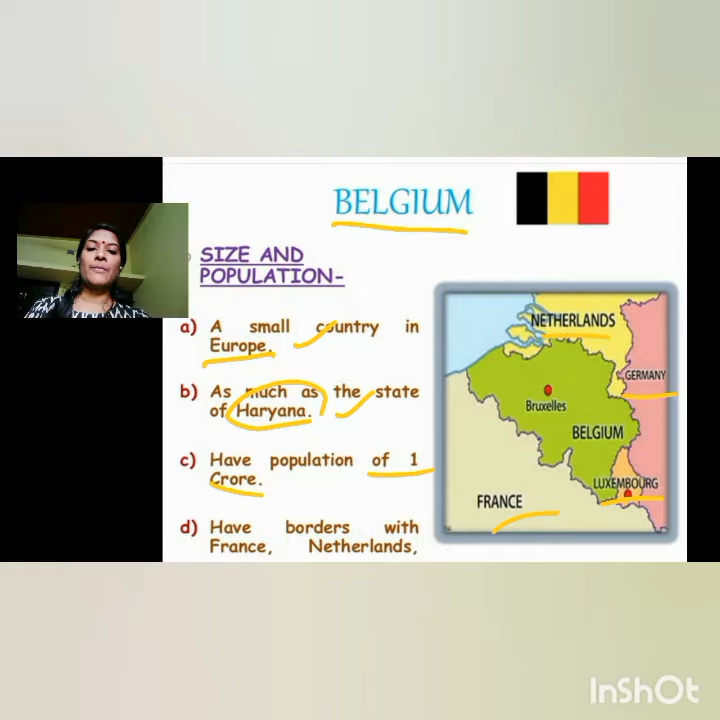 BELGIUM
SIZE AND
POPULATION-
a) A small country in
Europe.
b) As much as the state
of Haryana.
c) Have population of 1
Crore.
d) Have borders with
France, Netherlands,
NETHERLANDS
GERMANY
Bruxelles
BELGIUM
LUXEMBOURG
FRANCE
InShOt